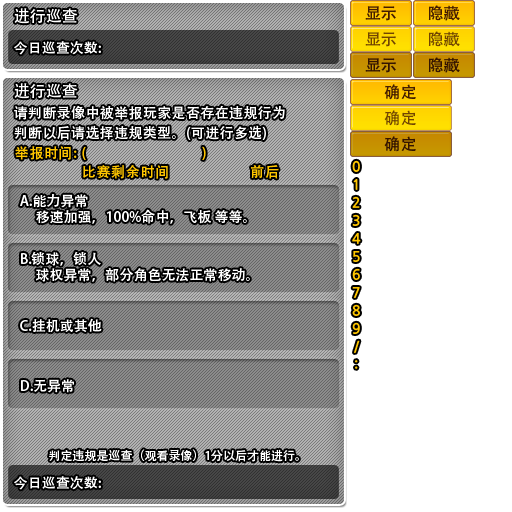 进行巡查
今日巡查次数:
进行巡查
请判断录像中被举报玩家是否存在违规行为
判断以后请选择违规类型。(可进行多选)
举报时间: ( )
比赛剩余时间 前后
A.能力异常
移速加强，100%命中，飞板 等等。
B.锁球，锁人
球权异常，部分角色无法正常移动。
C.挂机或其他
D.无异常
判定违规是巡查（观看录像）1分以后才能进行。
今日巡查次数:
显示 隐藏
显示 隐藏
显示 隐藏
确定
确定
确定
0
1
2
3
4
5
6
7
8
9
/
: